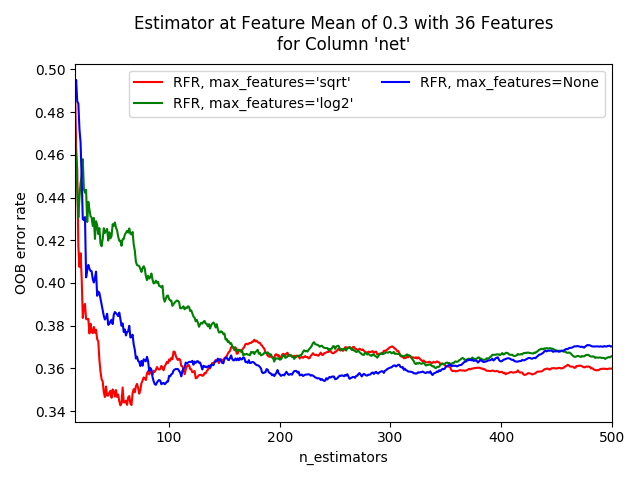 Estimator at Feature Mean of 0.3 with 36 Features
for Column 'net'
RFR, max_features='sqrt'
RFR, max_features='log2'
RFR, max_features=None
OOB error rate
0.50
0.48
0.46
0.44
0.42
0.40
0.38
0.36
0.34
100
200
300
400
500
n_estimators